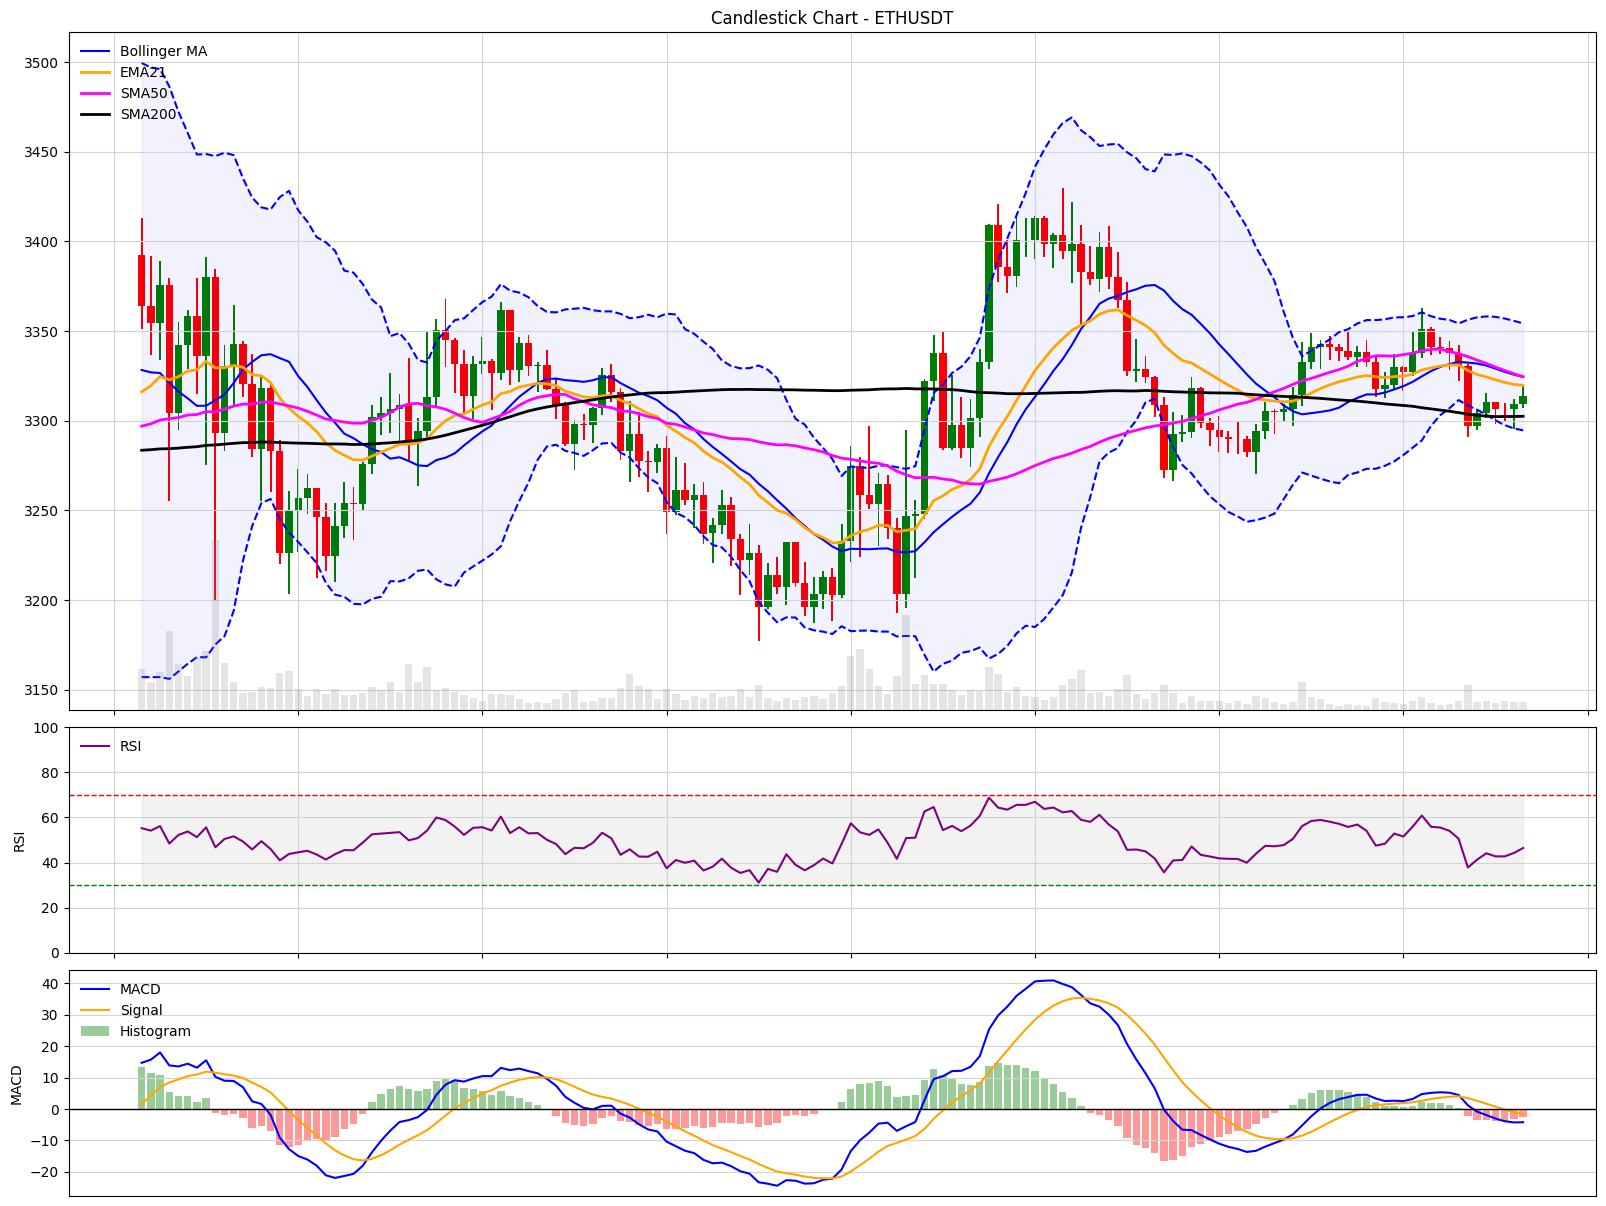 Candlestick Chart - ETHUSDT
Bollinger MA
EMA21
SMA50
SMA200
3500
3450
3400
3350
3300
3250
3200
3150
RSI
RSI
100
80
60
40
20
0
MACD
Signal
Histogram
MACD
40
30
20
10
0
−10
−20